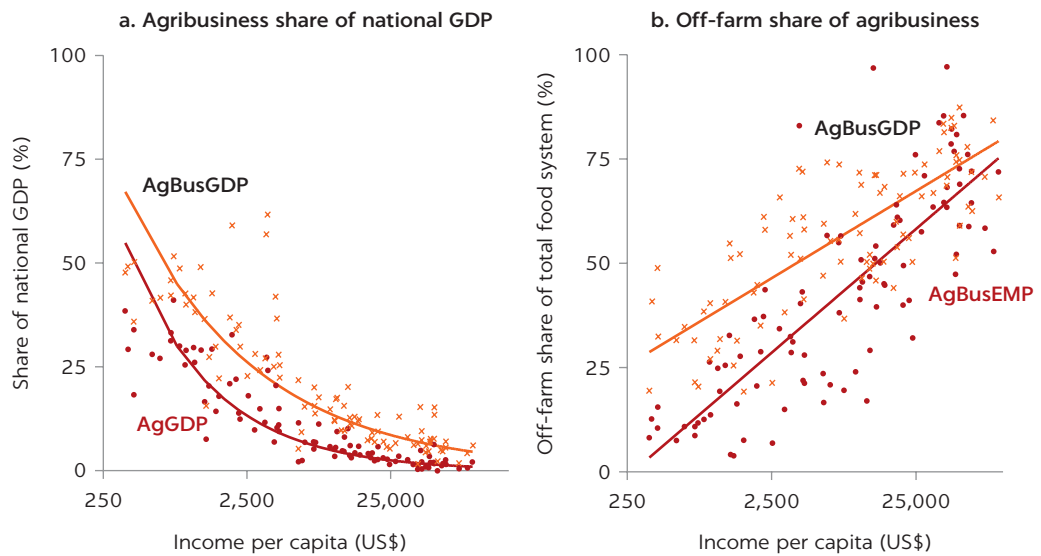 a. Agribusiness share of national GDP
Share of national GDP (%)
100
75
50
25
0
AgBusGDP
AgGDP
250
2,500
25,000
Income per capita (US$)
b. Off-farm share of agribusiness
Off-farm share of total food system (%)
100
75
50
25
0
AgBusGDP
AgBusEMP
250
2,500
25,000
Income per capita (US$)